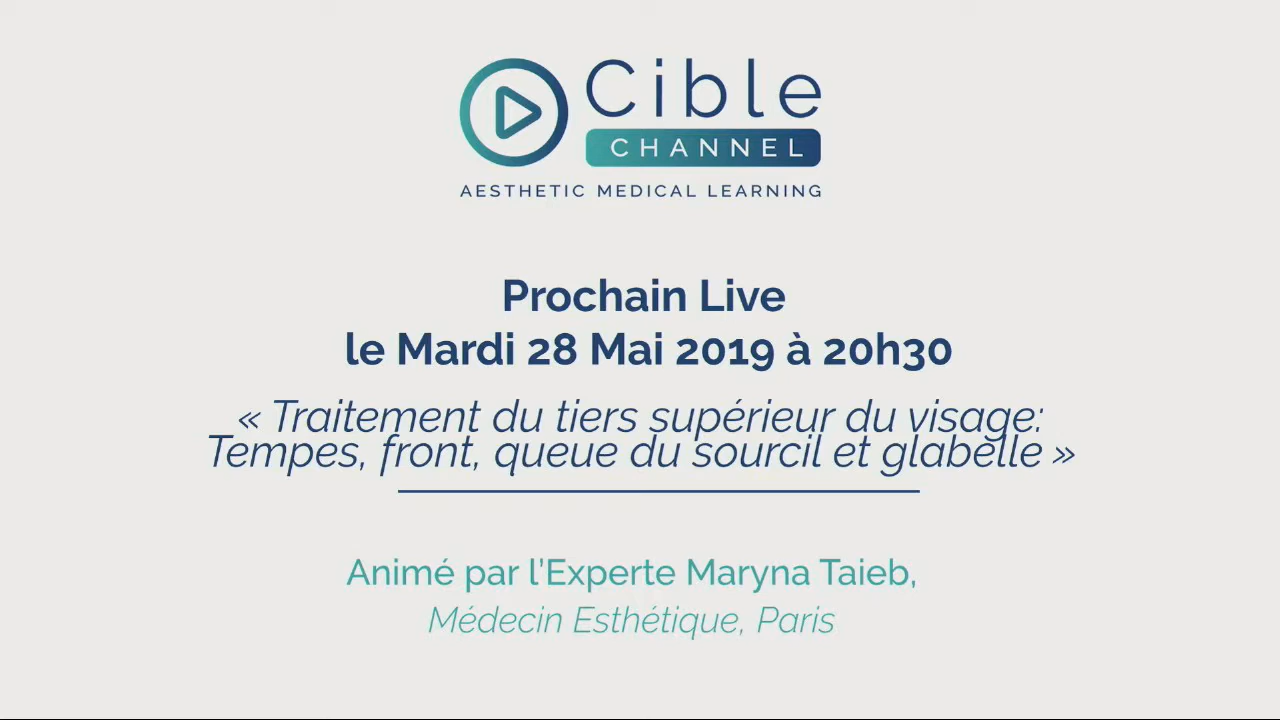 Cible
CHANNEL
AESTHETIC MEDICAL LEARNING
Prochain Live
le Mardi 28 Mai 2019 à 20h30
« Traitement du tiers supérieur du visage:
Tempes, front, queue du sourcil et glabelle »
Animé par l'Experte Maryna Taieb,
Médecin Esthétique, Paris